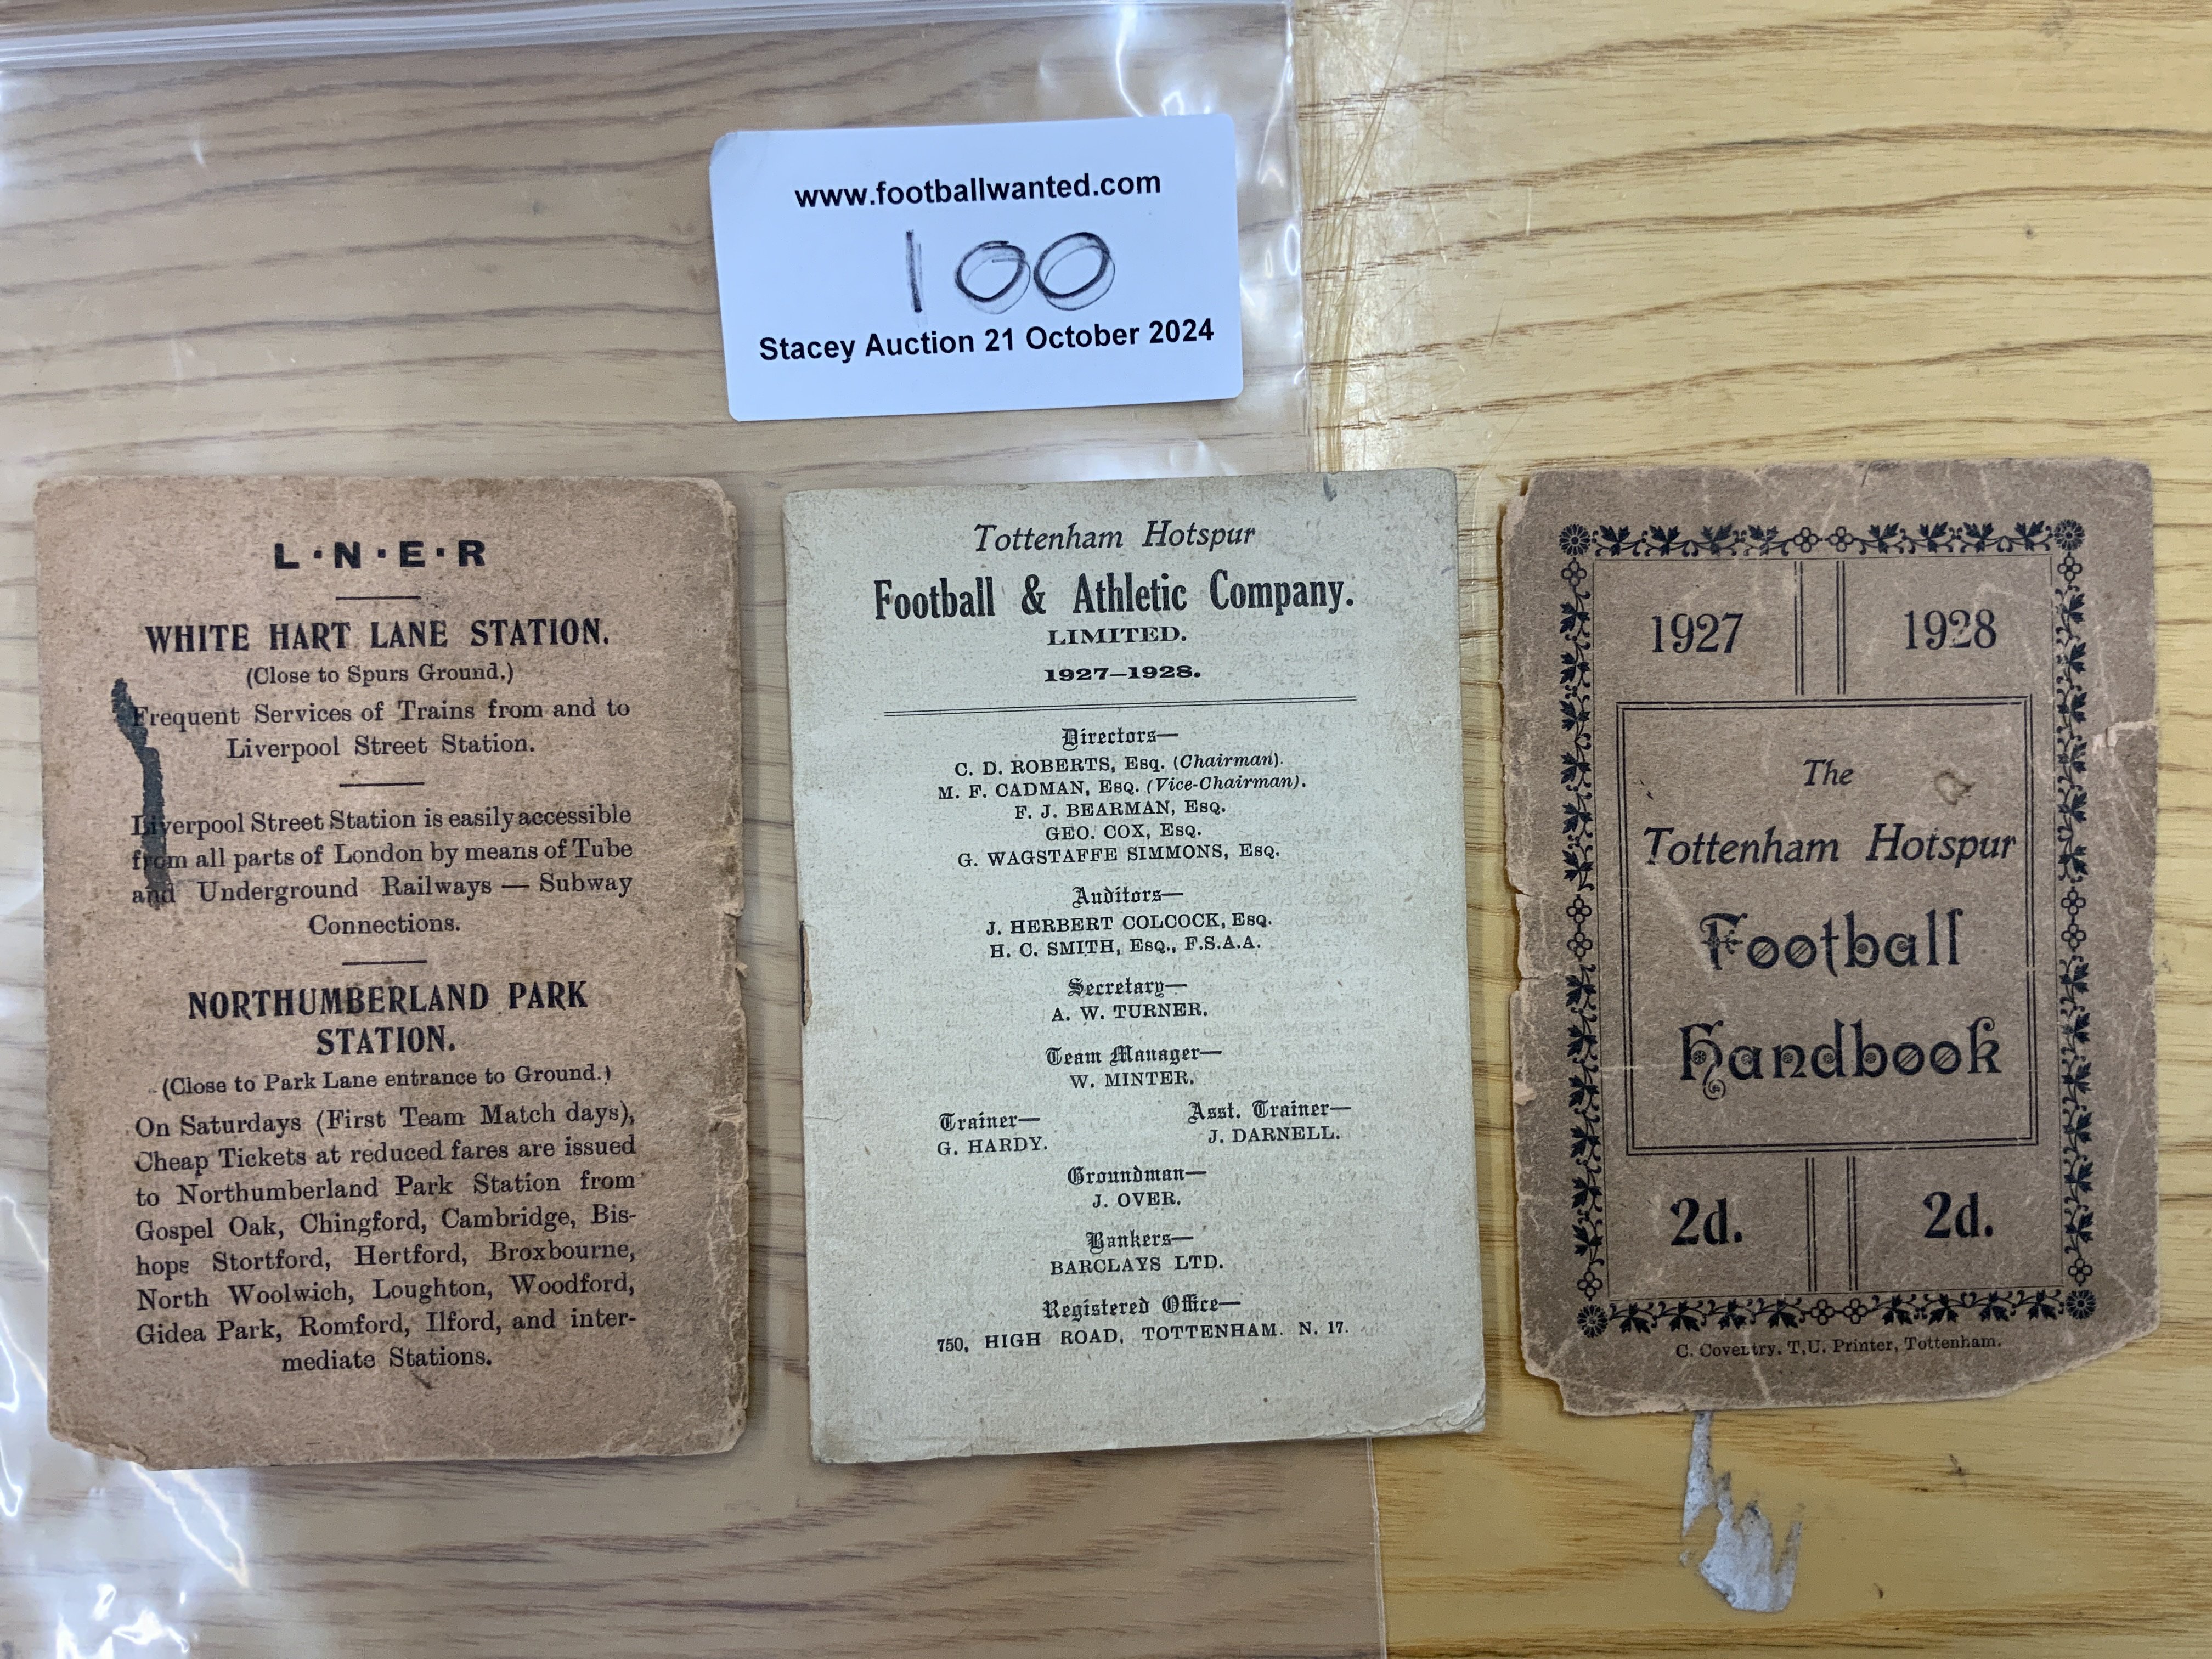 www.footballwanted.com
100
Stacey Auction 21 October 2024
L·N·E·R
WHITE HART LANE STATION.
(Close to Spurs Ground.)
Frequent Services of Trains from and to
Liverpool Street Station.
Liverpool Street Station is easily accessible
from all parts of London by means of Tube
and Underground Railways — Subway
Connections.
NORTHUMBERLAND PARK
STATION.
(Close to Park Lane entrance to Ground.)
On Saturdays (First Team Match days),
Cheap Tickets at reduced fares are issued
to Northumberland Park Station from
Gospel Oak, Chingford, Cambridge, Bis-
hops Stortford, Hertford, Broxbourne,
North Woolwich, Loughton, Woodford,
Gidea Park, Romford, Ilford, and inter-
mediate Stations.
Tottenham Hotspur
Football & Athletic Company.
LIMITED.
1927–1928.
Directors—
C. D. ROBERTS, Esq. (Chairman).
M. F. CADMAN, Esq. (Vice-Chairman).
F. J. BEARMAN, Esq.
GEO. COX, Esq.
G. WAGSTAFFE SIMMONS, Esq.
Auditors—
J. HERBERT COLCOCK, Esq.
H. C. SMITH, Esq., F.S.A.A.
Secretary—
A. W. TURNER.
Team Manager—
W. MINTER.
Trainer— Asst. Trainer—
G. HARDY. J. DARNELL.
Groundman—
J. OVER.
Bankers—
BARCLAYS LTD.
Registered Office—
750, HIGH ROAD, TOTTENHAM. N. 17.
1927 1928
The
Tottenham Hotspur
Football
Handbook
2d. 2d.
C. Coventry, T.U. Printer, Tottenham.